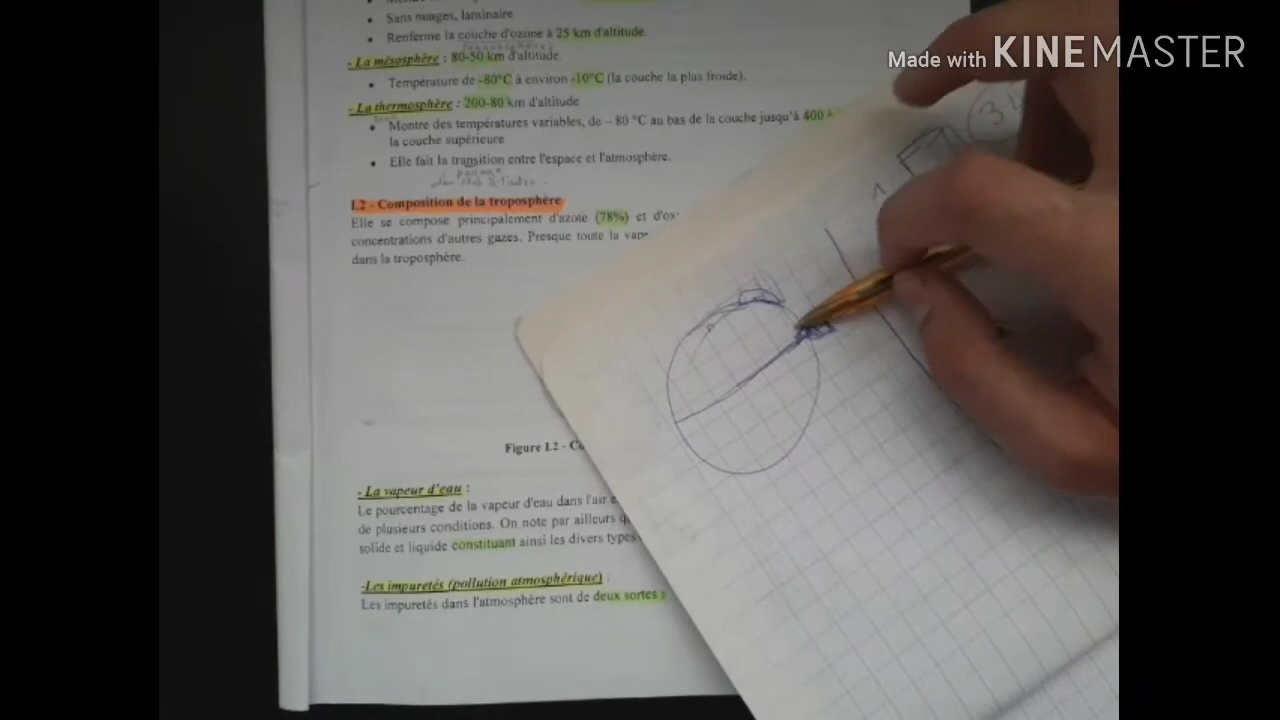 Made with KINEMASTER
Sans nuages, laminaire
Renferme la couche d'ozone à 25 km d'altitude.
- La mésosphère : 80-50 km d'altitude.
Température de -80°C à environ -10°C (la couche la plus froide).
- La thermosphère : 200-80 km d'altitude
Montre des températures variables, de – 80 °C au bas de la couche jusqu'à 400
la couche supérieure
Elle fait la transition entre l'espace et l'atmosphère.
I.2 - Composition de la troposphère
Elle se compose principalement d'azote (78%) et
concentrations d'autres gazes. Presque toute la
dans la troposphère.
Figure I.2 -
- La vapeur d'eau :
Le pourcentage de la vapeur d'eau dans l'air
de plusieurs conditions. On note par ailleurs
solide et liquide constituant ainsi les divers types
-Les impuretés (pollution atmosphérique) :
Les impuretés dans l'atmosphère sont de deux sortes :
1